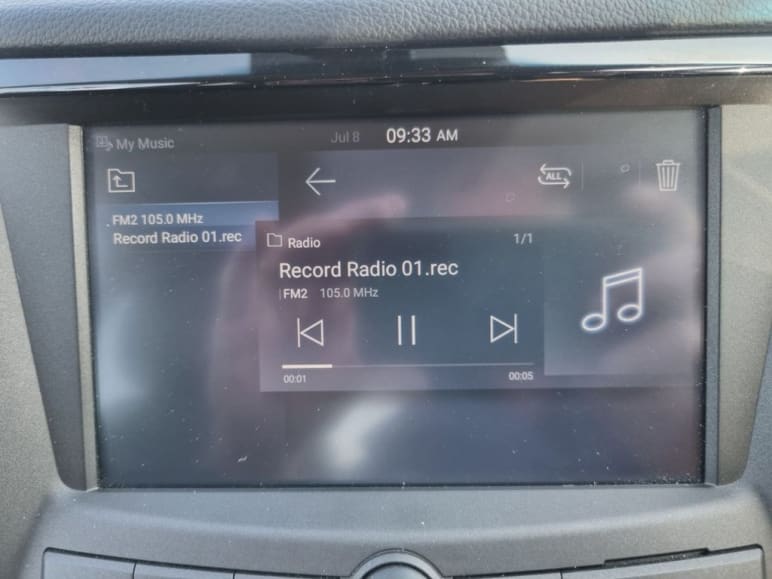 My Music
Jul 8
09:33 AM
ALL
FM2 105.0 MHz
Record Radio 01.rec
Radio
1/1
Record Radio 01.rec
FM2 105.0 MHz
00:01
00:05